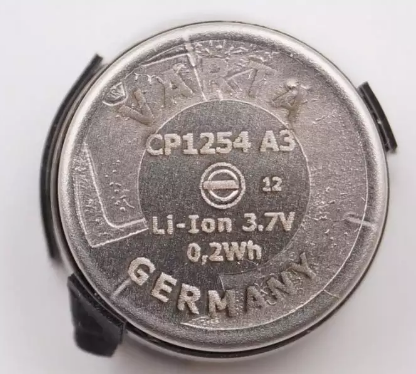 VARTA
CP1254 A3
12
Li-Ion 3.7V
0,2Wh
GERMANY